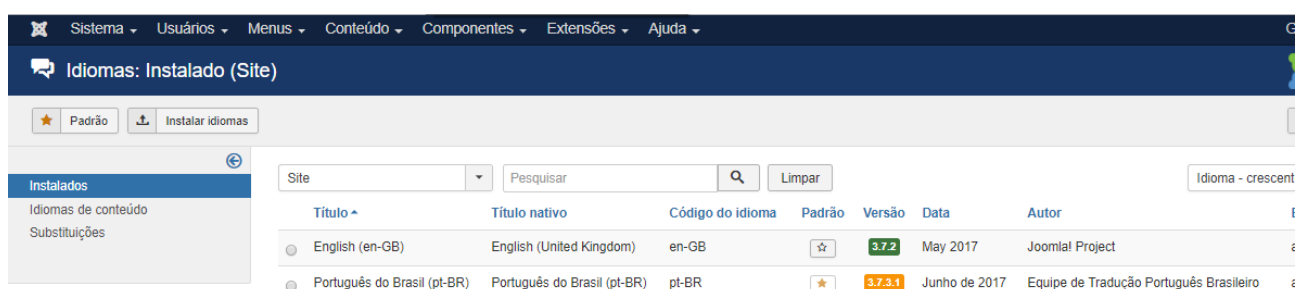 Sistema Usuários Menus Conteúdo Componentes Extensões Ajuda G
Idiomas: Instalado (Site)
Padrão Instalar idiomas
Instalados
Idiomas de conteúdo
Substituições
Site Pesquisar Limpar Idioma - crescent
Título Título nativo Código do idioma Padrão Versão Data Autor E
English (en-GB) English (United Kingdom) en-GB 3.7.2 May 2017 Joomla! Project a
Português do Brasil (pt-BR) Português do Brasil (pt-BR) pt-BR 3.7.3.1 Junho de 2017 Equipe de Tradução Português Brasileiro a